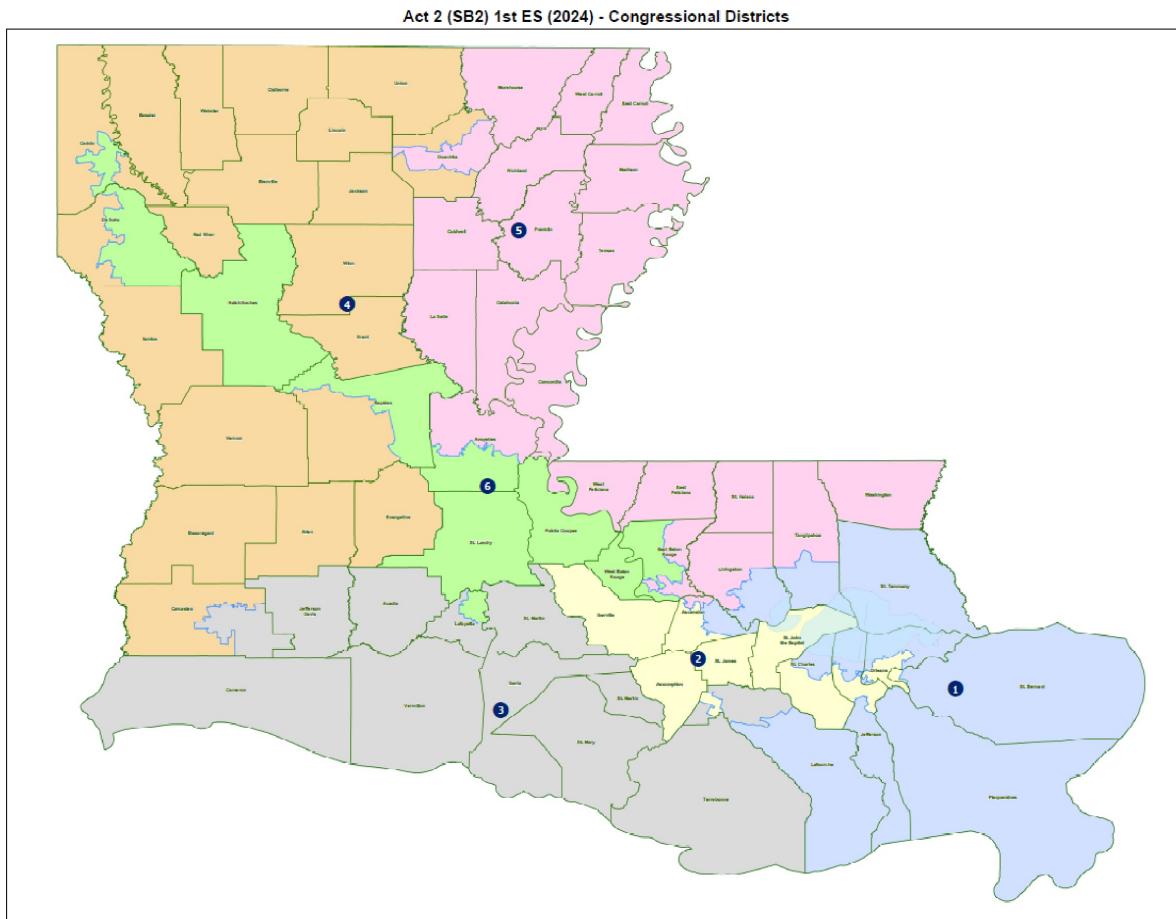 Act 2 (SB2) 1st ES (2024) - Congressional Districts
Union
Morehouse
West Carroll
East Carroll
Claiborne
Webster
Bossier
Lincoln
Caddo
Ouachita
Richland
Madison
Bienville
Jackson
De Soto
Red River
Caldwell
5
Franklin
Tensas
Winn
Natchitoches
4
Catahoula
La Salle
Sabine
Grant
Concordia
Rapides
Vernon
Avoyelles
6
West
Feliciana
East
Feliciana
St. Helena
Washington
Evangeline
Beauregard
Allen
Pointe Coupee
Tangipahoa
St. Landry
East Baton
Rouge
West Baton
Rouge
Livingston
St. Tammany
Calcasieu
Jefferson
Davis
Acadia
Lafayette
St. Martin
Iberville
Ascension
St. John
the Baptist
2
St. James
St. Charles
Orleans
Assumption
Iberia
St. Bernard
1
Cameron
Vermilion
St. Martin
3
St. Mary
Jefferson
Lafourche
Terrebonne
Plaquemines